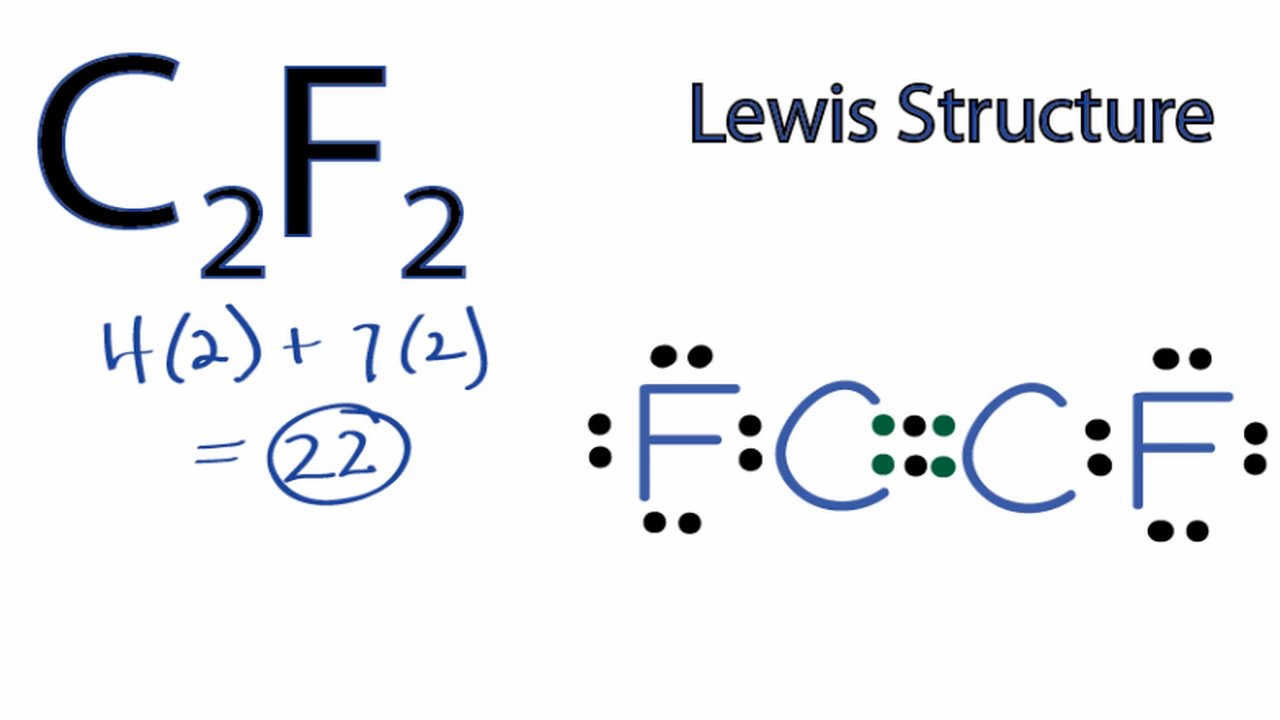 C2F2
Lewis Structure
4(2) + 7(2)
= 22
F C C F